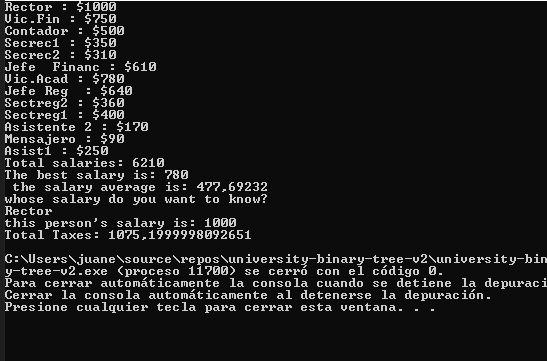 Rector : $1000
Vic.Fin : $750
Contador : $500
Secrec1 : $350
Secrec2 : $310
Jefe  Financ : $610
Vic.Acad : $780
Jefe Reg  : $640
Sectreg2 : $360
Sectreg1 : $400
Asistente 2 : $170
Mensajero : $90
Asist1 : $250
Total salaries: 6210
The best salary is: 780
 the salary average is: 477,69232
whose salary do you want to know?
Rector
this person's salary is: 1000
Total Taxes: 1075,1999998092651
C:\Users\juane\source\repos\university-binary-tree-v2\university-bin
y-tree-v2.exe (proceso 11700) se cerró con el código 0.
Para cerrar automáticamente la consola cuando se detiene la depuraci
Cerrar la consola automáticamente al detenerse la depuración.
Presione cualquier tecla para cerrar esta ventana. . .